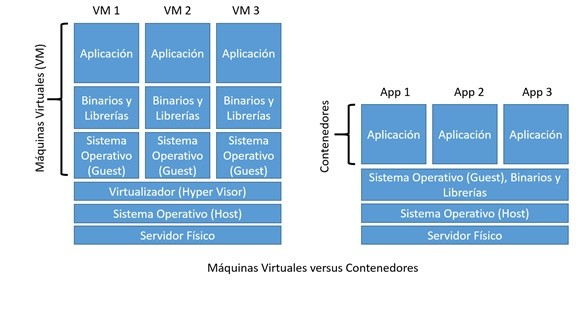 VM 1 VM 2 VM 3
Máquinas Virtuales (VM)
Aplicación Aplicación Aplicación
Binarios y Librerías Binarios y Librerías Binarios y Librerías
Sistema Operativo (Guest) Sistema Operativo (Guest) Sistema Operativo (Guest)
Virtualizador (Hyper Visor)
Sistema Operativo (Host)
Servidor Físico
App 1 App 2 App 3
Contenedores
Aplicación Aplicación Aplicación
Sistema Operativo (Guest), Binarios y
Librerías
Sistema Operativo (Host)
Servidor Físico
Máquinas Virtuales versus Contenedores